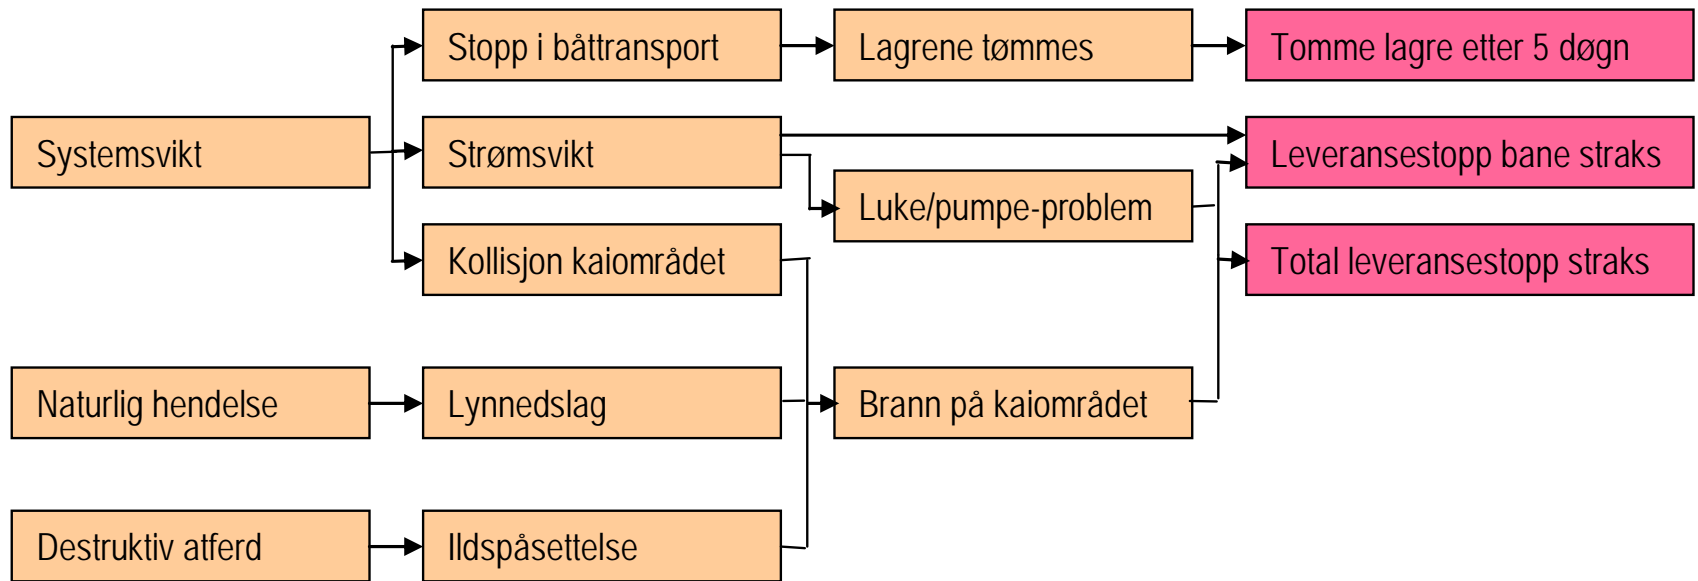 Stopp i båttransport
Lagrene tømmes
Tomme lagre etter 5 døgn
Systemsvikt
Strømsvikt
Leveransestopp bane straks
Luke/pumpe-problem
Kollisjon kaiområdet
Total leveransestopp straks
Naturlig hendelse
Lynnedslag
Brann på kaiområdet
Destruktiv atferd
Ildspåsettelse